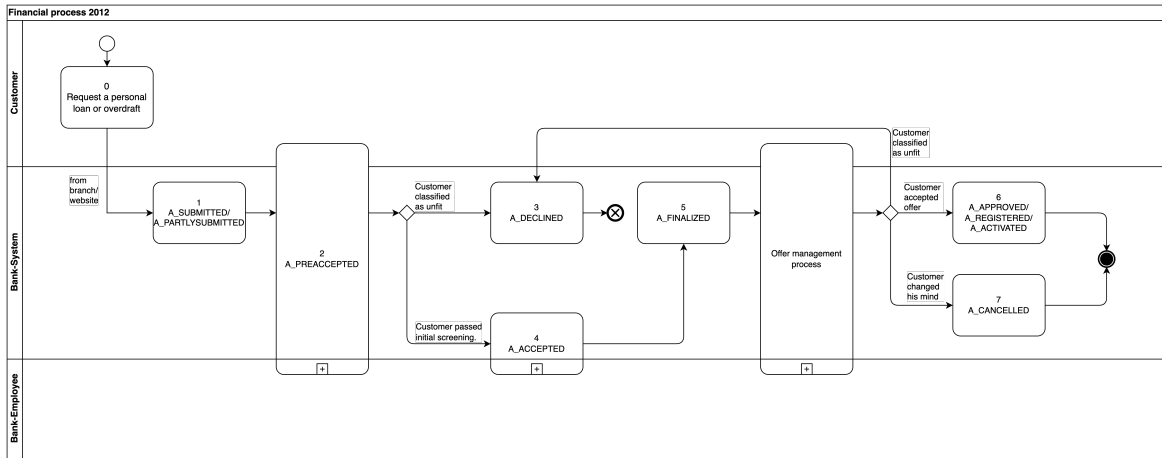 Financial process 2012
Customer
0
Request a personal
loan or overdraft
from
branch/
website
Bank-System
1
A_SUBMITTED/
A_PARTLYSUBMITTED
2
A_PREACCEPTED
Customer
classified
as unfit
3
A_DECLINED
Customer passed
initial screening.
4
A_ACCEPTED
5
A_FINALIZED
Offer management
process
Customer
classified
as unfit
Customer
accepted
offer
6
A_APPROVED/
A_REGISTERED/
A_ACTIVATED
Customer
changed
his mind
7
A_CANCELLED
Bank-Employee